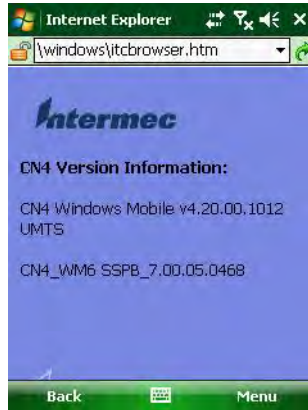 Internet Explorer
\windows\itcbrowser.htm
Intermec
CN4 Version Information:
CN4 Windows Mobile v4.20.00.1012
UMTS
CN4_WM6 SSPB_7.00.05.0468
Back
Menu